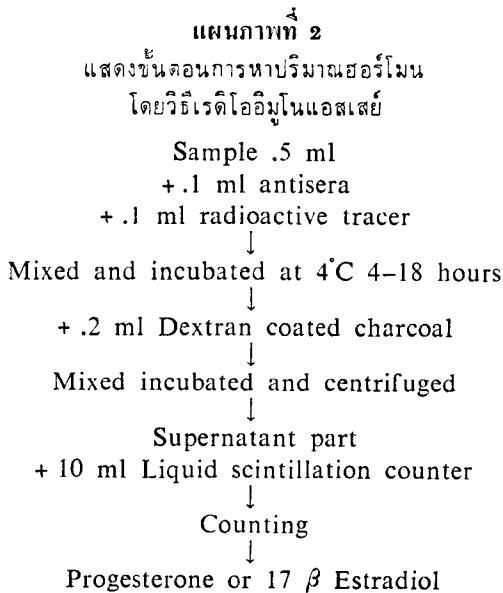 แผนภาพที่ 2
แสดงขั้นตอนการหาปริมาณฮอร์โมน
โดยวิธีเรดิโออิมูโนแอสเสย์
Sample .5 ml
+ .1 ml antisera
+ .1 ml radioactive tracer
↓
Mixed and incubated at 4°C 4–18 hours
↓
+ .2 ml Dextran coated charcoal
↓
Mixed incubated and centrifuged
↓
Supernatant part
+ 10 ml Liquid scintillation counter
↓
Counting
↓
Progesterone or 17 β Estradiol